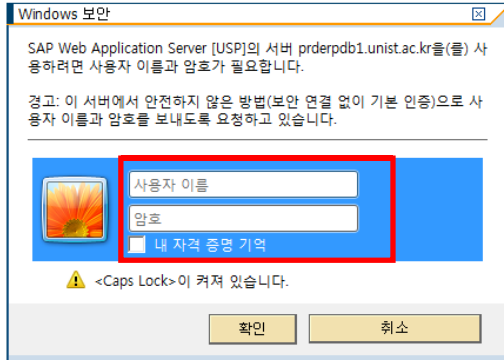 Windows 보안
SAP Web Application Server [USP]의 서버 prderpdb1.unist.ac.kr을(를) 사
용하려면 사용자 이름과 암호가 필요합니다.
경고: 이 서버에서 안전하지 않은 방법(보안 연결 없이 기본 인증)으로 사
용자 이름과 암호를 보내도록 요청하고 있습니다.
사용자 이름
암호
내 자격 증명 기억
<Caps Lock>이 켜져 있습니다.
확인 취소